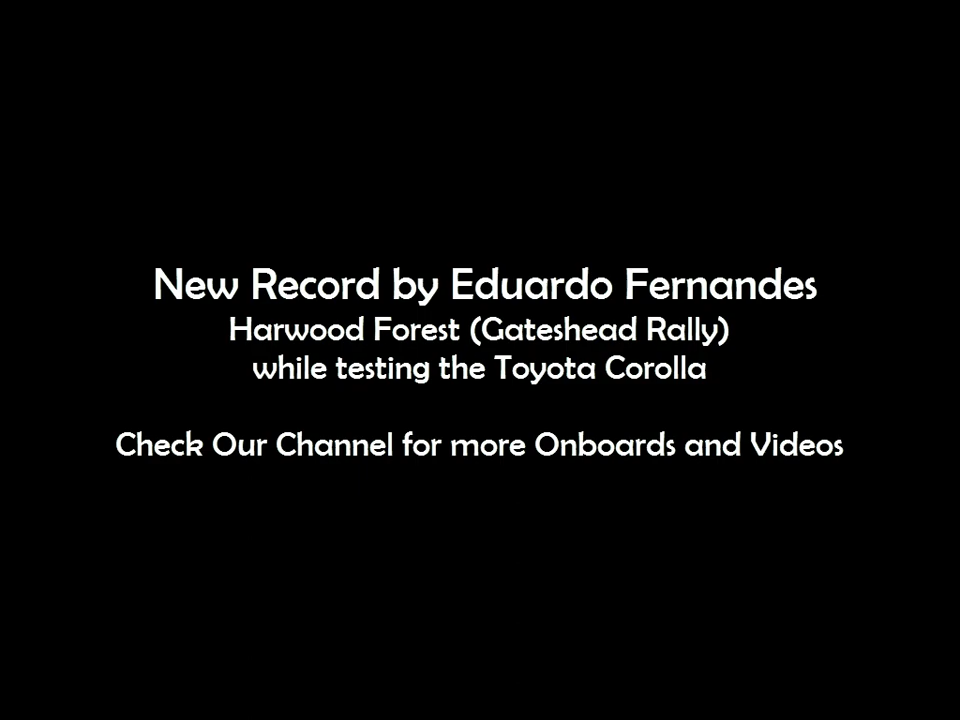 New Record by Eduardo Fernandes
Harwood Forest (Gateshead Rally)
while testing the Toyota Corolla
Check Our Channel for more Onboards and Videos